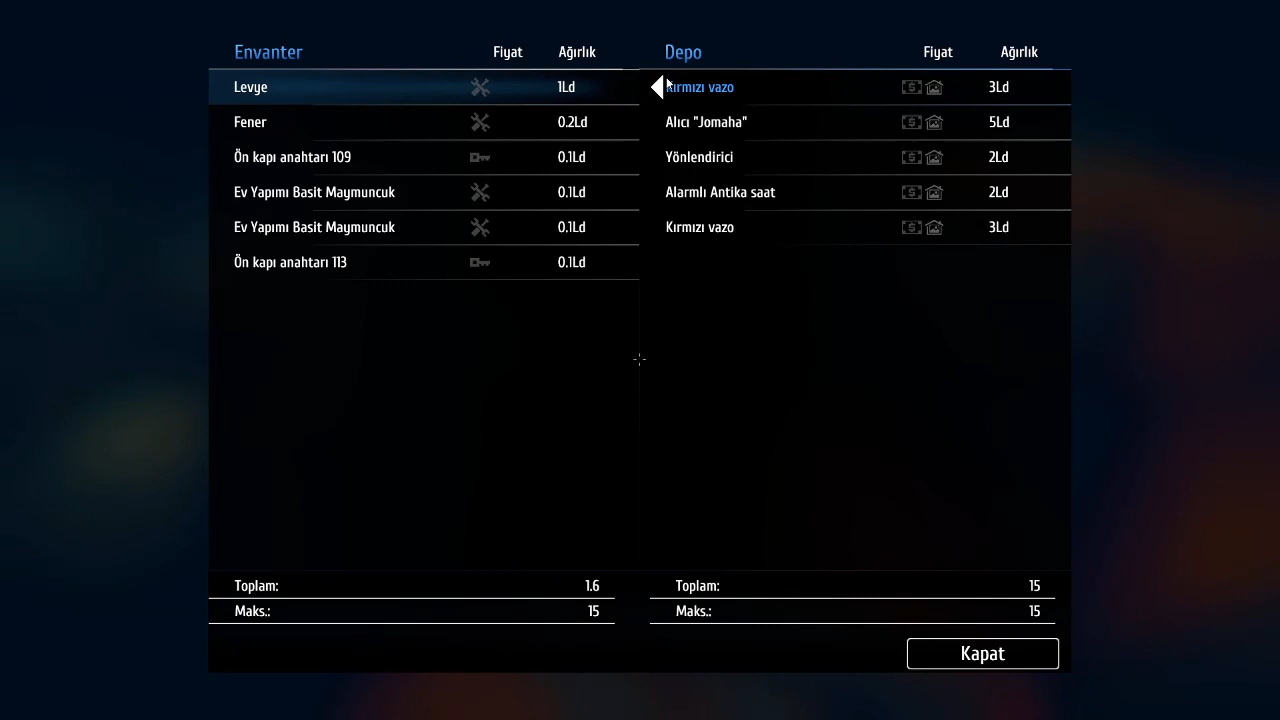 Envanter Fiyat Ağırlık Depo Fiyat Ağırlık
Levye 1Ld Kırmızı vazo 3Ld
Fener 0.2Ld Alıcı "Jomaha" 5Ld
Ön kapı anahtarı 109 0.1Ld Yönlendirici 2Ld
Ev Yapımı Basit Maymuncuk 0.1Ld Alarmlı Antika saat 2Ld
Ev Yapımı Basit Maymuncuk 0.1Ld Kırmızı vazo 3Ld
Ön kapı anahtarı 113 0.1Ld
Toplam: 1.6 Toplam: 15
Maks.: 15 Maks.: 15
Kapat